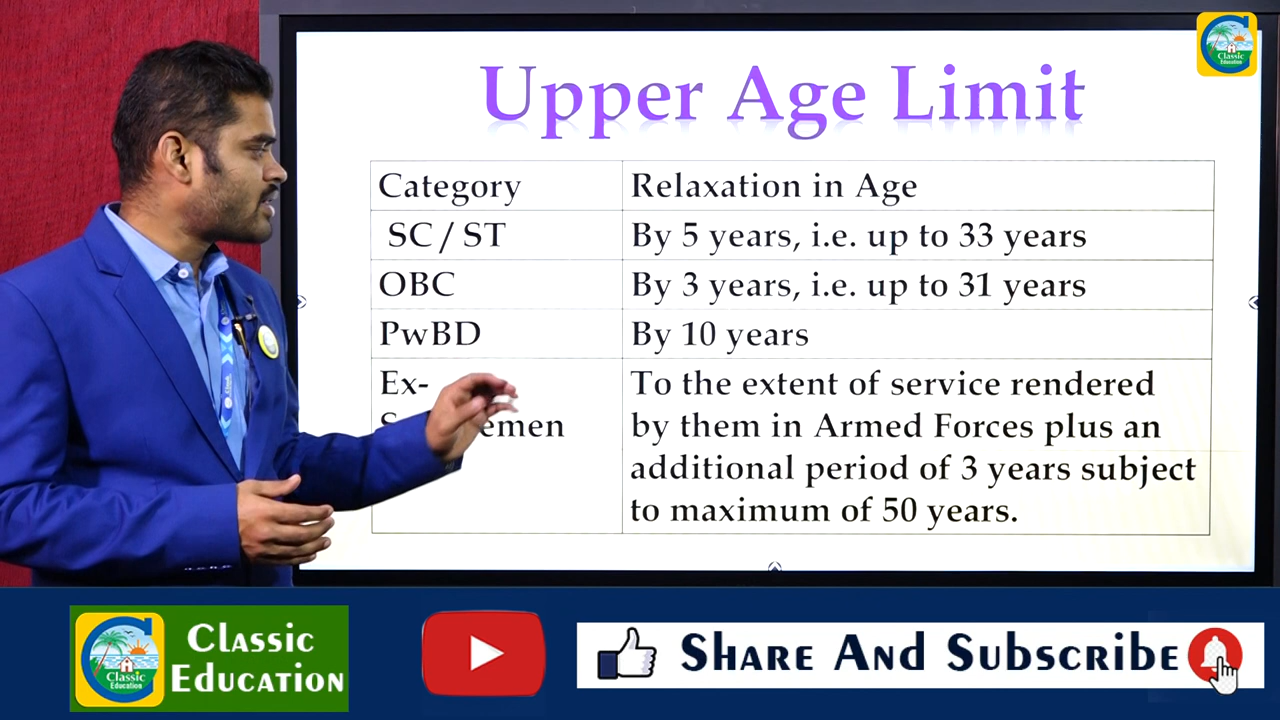 Classic
Education
Upper Age Limit
Category Relaxation in Age
SC / ST By 5 years, i.e. up to 33 years
OBC By 3 years, i.e. up to 31 years
PwBD By 10 years
Ex- To the extent of service rendered
by them in Armed Forces plus an
additional period of 3 years subject
to maximum of 50 years.
Classic
Education
Classic
Education
Share And Subscribe